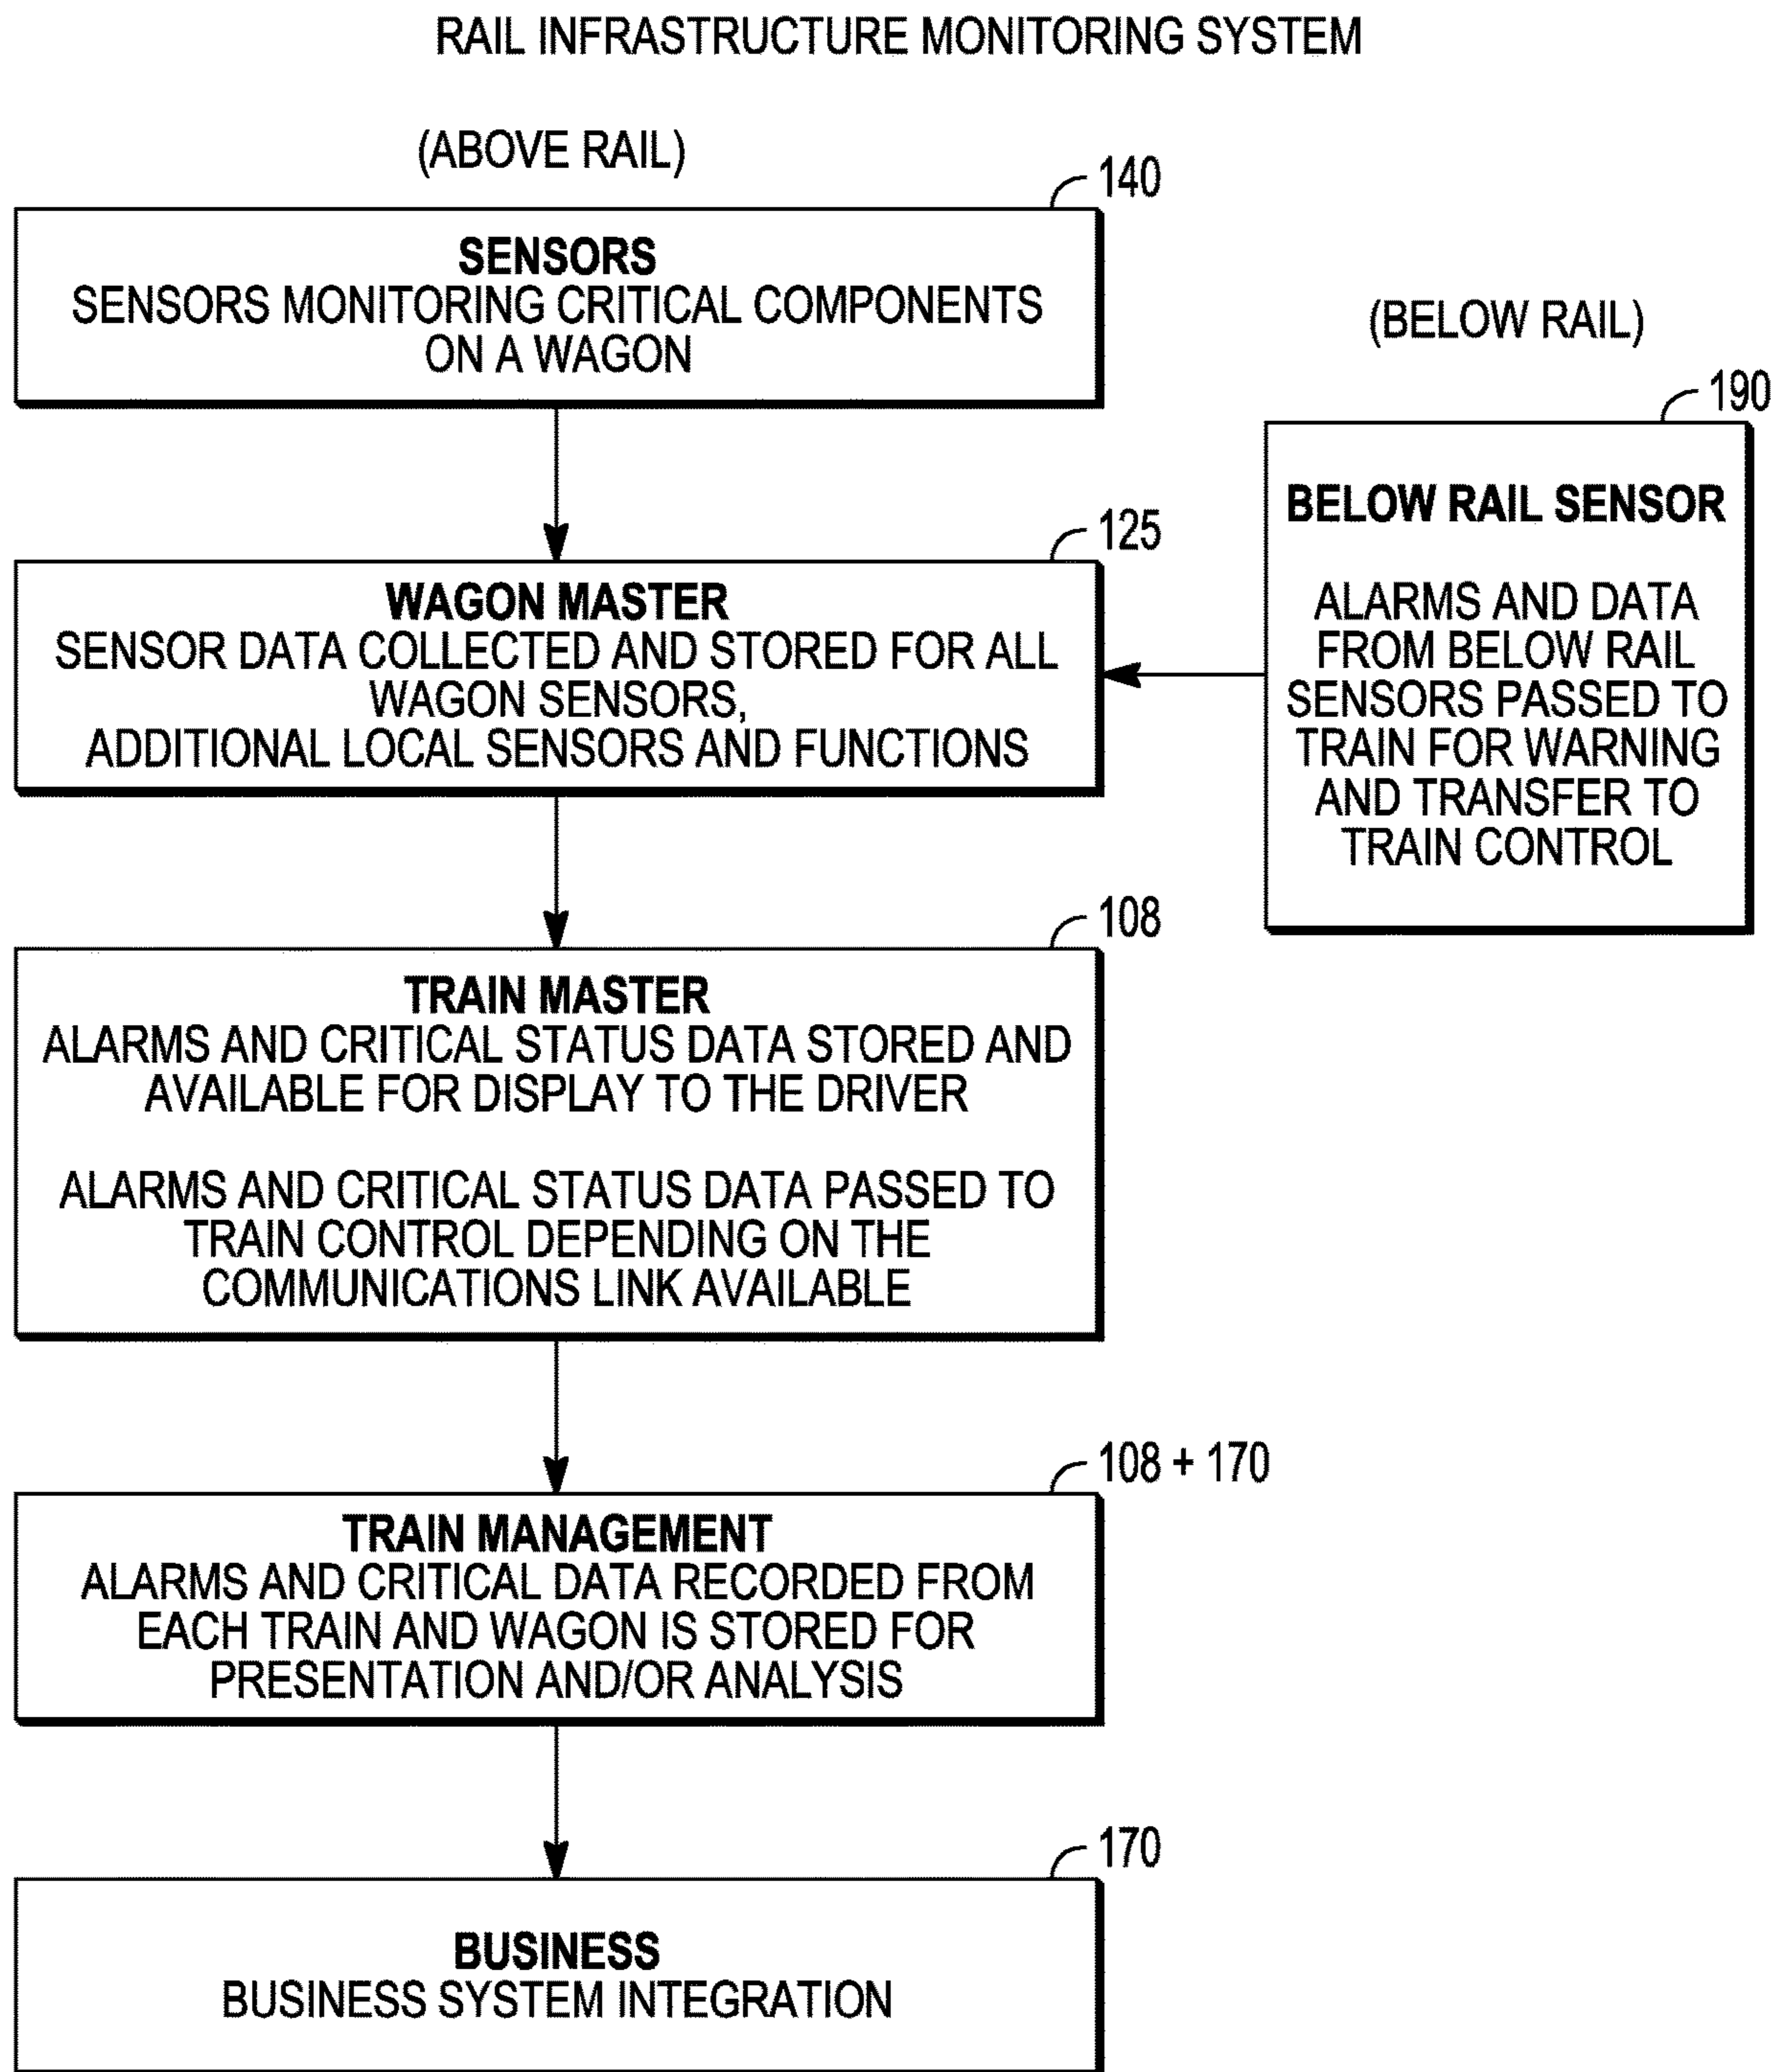 RAIL INFRASTRUCTURE MONITORING SYSTEM
(ABOVE RAIL)
140
SENSORS
SENSORS MONITORING CRITICAL COMPONENTS
ON A WAGON
(BELOW RAIL)
190
BELOW RAIL SENSOR
ALARMS AND DATA
FROM BELOW RAIL
SENSORS PASSED TO
TRAIN FOR WARNING
AND TRANSFER TO
TRAIN CONTROL
125
WAGON MASTER
SENSOR DATA COLLECTED AND STORED FOR ALL
WAGON SENSORS,
ADDITIONAL LOCAL SENSORS AND FUNCTIONS
108
TRAIN MASTER
ALARMS AND CRITICAL STATUS DATA STORED AND
AVAILABLE FOR DISPLAY TO THE DRIVER
ALARMS AND CRITICAL STATUS DATA PASSED TO
TRAIN CONTROL DEPENDING ON THE
COMMUNICATIONS LINK AVAILABLE
108 + 170
TRAIN MANAGEMENT
ALARMS AND CRITICAL DATA RECORDED FROM
EACH TRAIN AND WAGON IS STORED FOR
PRESENTATION AND/OR ANALYSIS
170
BUSINESS
BUSINESS SYSTEM INTEGRATION